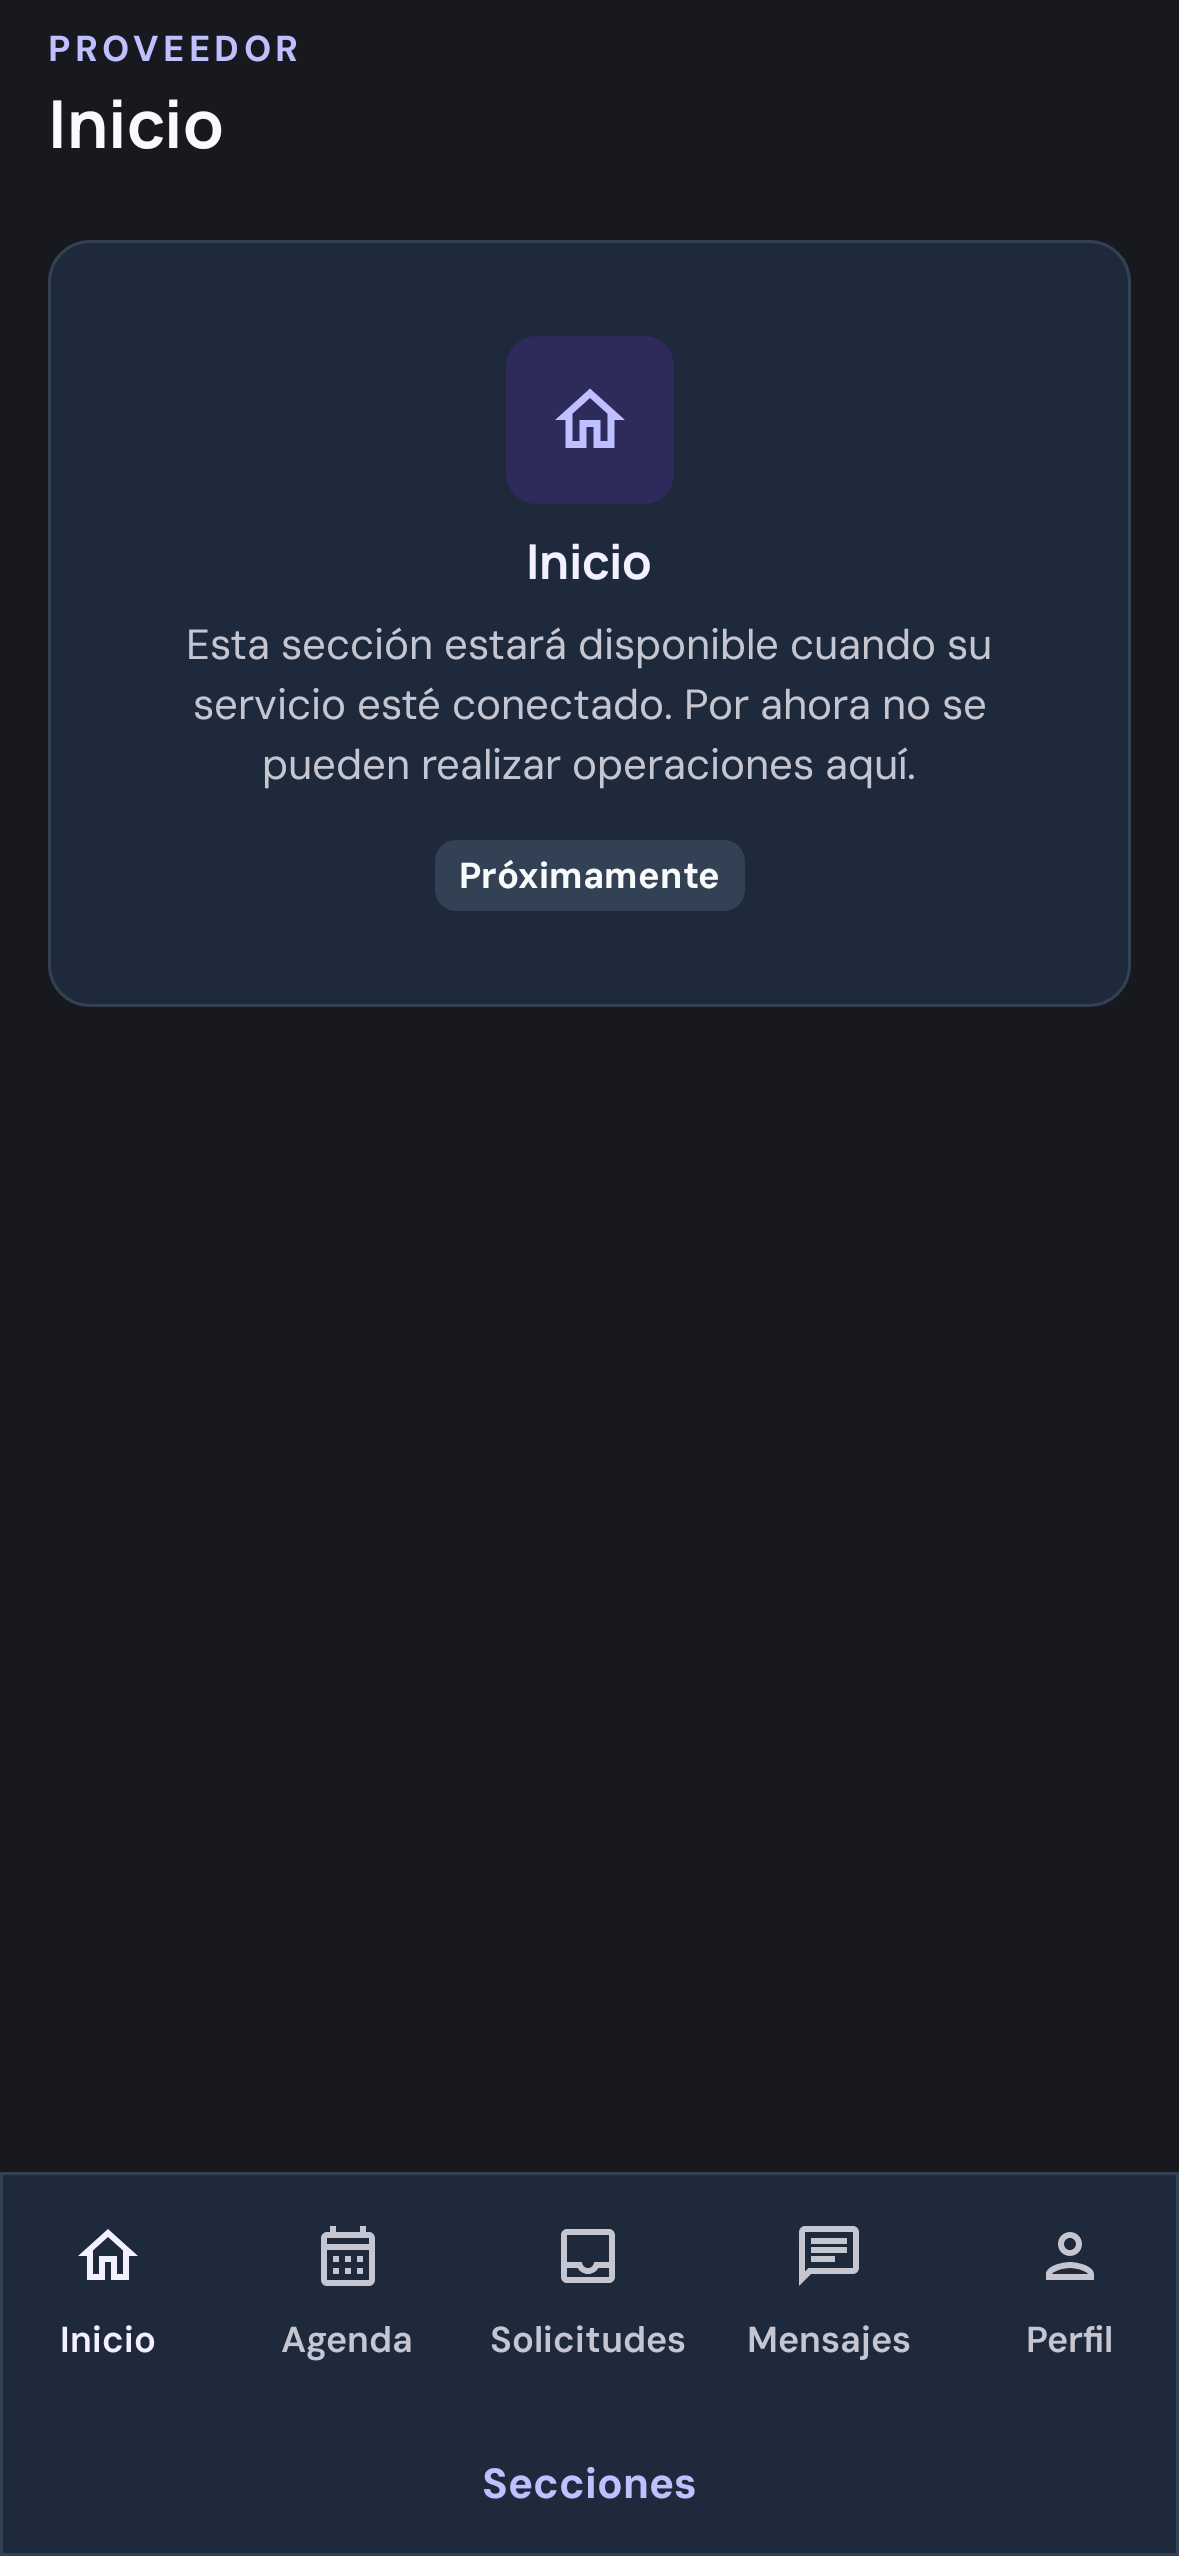 PROVEEDOR
Inicio
Inicio
Esta sección estará disponible cuando su
servicio esté conectado. Por ahora no se
pueden realizar operaciones aquí.
Próximamente
Inicio
Agenda
Solicitudes
Mensajes
Perfil
Secciones